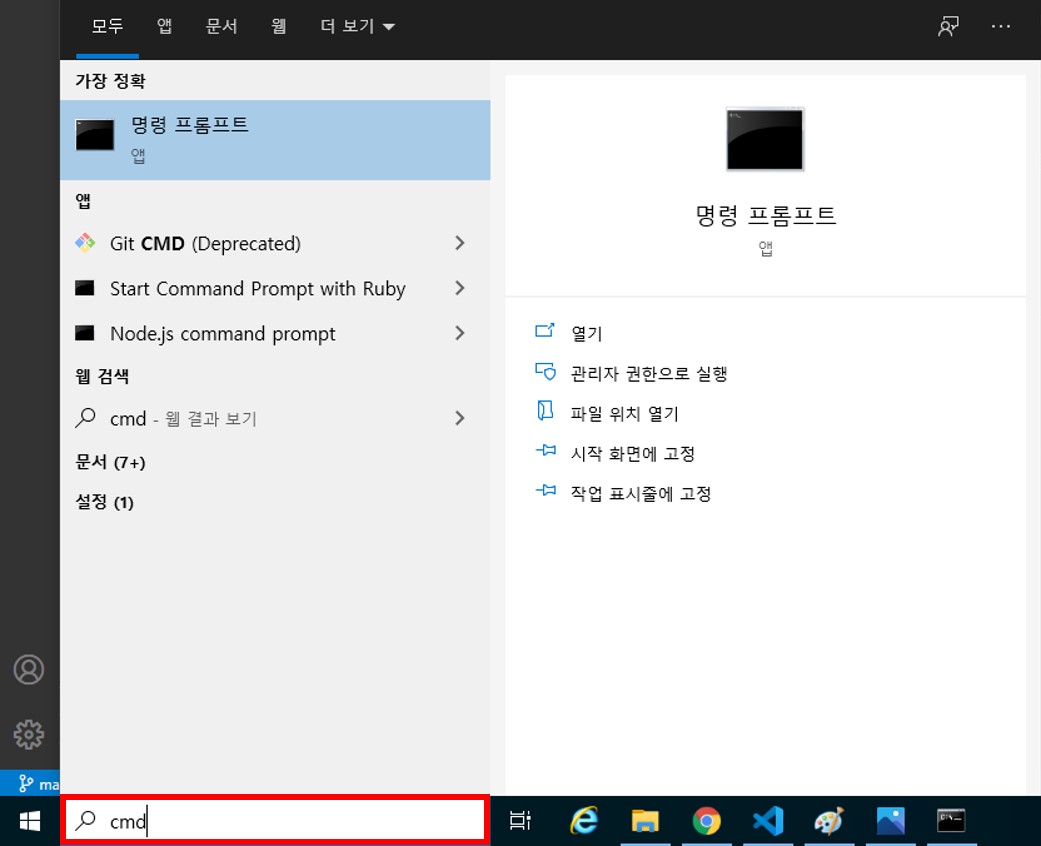 모두 앱 문서 웹 더 보기
가장 정확
명령 프롬프트
앱
앱
Git CMD (Deprecated)
Start Command Prompt with Ruby
Node.js command prompt
웹 검색
cmd - 웹 결과 보기
문서 (7+)
설정 (1)
명령 프롬프트
앱
열기
관리자 권한으로 실행
파일 위치 열기
시작 화면에 고정
작업 표시줄에 고정
ma
cmd